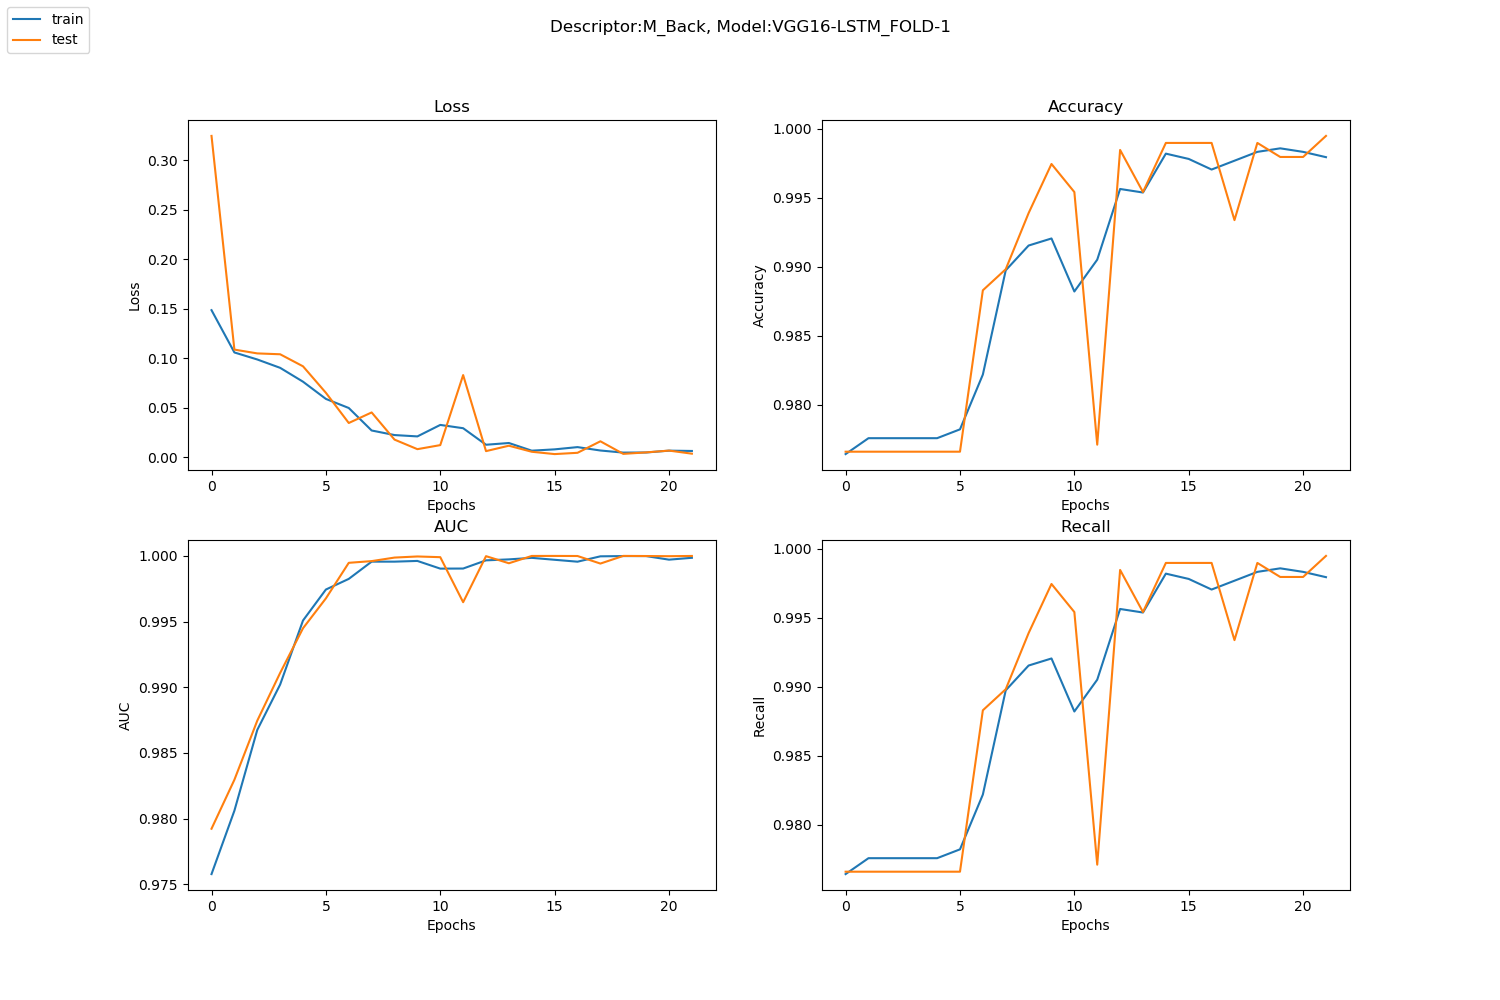 train
test
Descriptor:M_Back, Model:VGG16-LSTM_FOLD-1
Loss
0.30
0.25
0.20
0.15
0.10
0.05
0.00
Loss
0 5 10 15 20
Epochs
Accuracy
1.000
0.995
0.990
0.985
0.980
Accuracy
0 5 10 15 20
Epochs
AUC
1.000
0.995
0.990
0.985
0.980
0.975
AUC
0 5 10 15 20
Epochs
Recall
1.000
0.995
0.990
0.985
0.980
Recall
0 5 10 15 20
Epochs